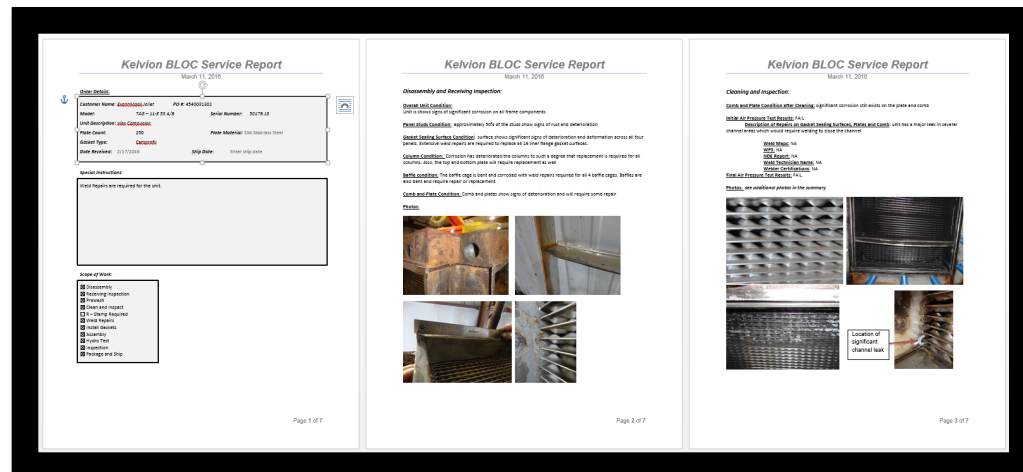 Kelvion BLOC Service Report
March 11, 2016
Order Details:
Customer Name: ExxonMobil Joliet PO #: 4540031301
Model: Serial Number:
Unit Description: Wax Compabloc
Plate Count: 250 Plate Material: 304 Stainless Steel
Gasket Type: Camprofil
Date Received: 2/17/2016 Ship Date: Enter ship date
Special Instructions:
Weld Repairs are required for the unit.
Scope of Work:
Disassembly
Receiving Inspection
Prewash
Clean and Inspect
R – Stamp Required
Weld Repairs
Install Gaskets
Assembly
Hydro Test
Inspection
Package and Ship
Page 1 of 7
Kelvion BLOC Service Report
March 11, 2016
Disassembly and Receiving Inspection:
Overall Unit Condition:
Unit is shows signs of significant corrosion on all frame components.
Panel Studs Condition: approximately 50% of the studs show signs of rust and deterioration
Gasket Sealing Surface Condition: surface shows significant signs of deterioration and deformation across all four
panels. Extensive weld repairs are required to replace all 16 liner flange gasket surfaces.
Column Condition: Corrosion has deteriorated the columns to such a degree that replacement is required for all
columns. Also, the top and bottom plate will require replacement as well
Baffle condition: The baffle cage is bent and corroded with weld repairs required for all 4 baffle cages. Baffles are
also bent and require repair or replacement
Comb and Plate Condition: Comb and plates show signs of deterioration and will require some repair
Photos:
Page 2 of 7
Kelvion BLOC Service Report
March 11, 2016
Cleaning and Inspection:
Comb and Plate Condition after Cleaning: significant corrosion still exists on the plate and comb
Initial Air Pressure Test Results: FAIL
Description of Repairs on Gasket Sealing Surfaces, Plates and Comb: unit has a major leak in several
channel areas which would require welding to close the channel
Weld Maps: NA
WPS: NA
NDE Report: NA
Weld Technician Name: NA
Welder Certifications: NA
Final Air Pressure Test Results: FAIL
Photos: see additional photos in the summary
Location of
significant
channel leak
Page 3 of 7